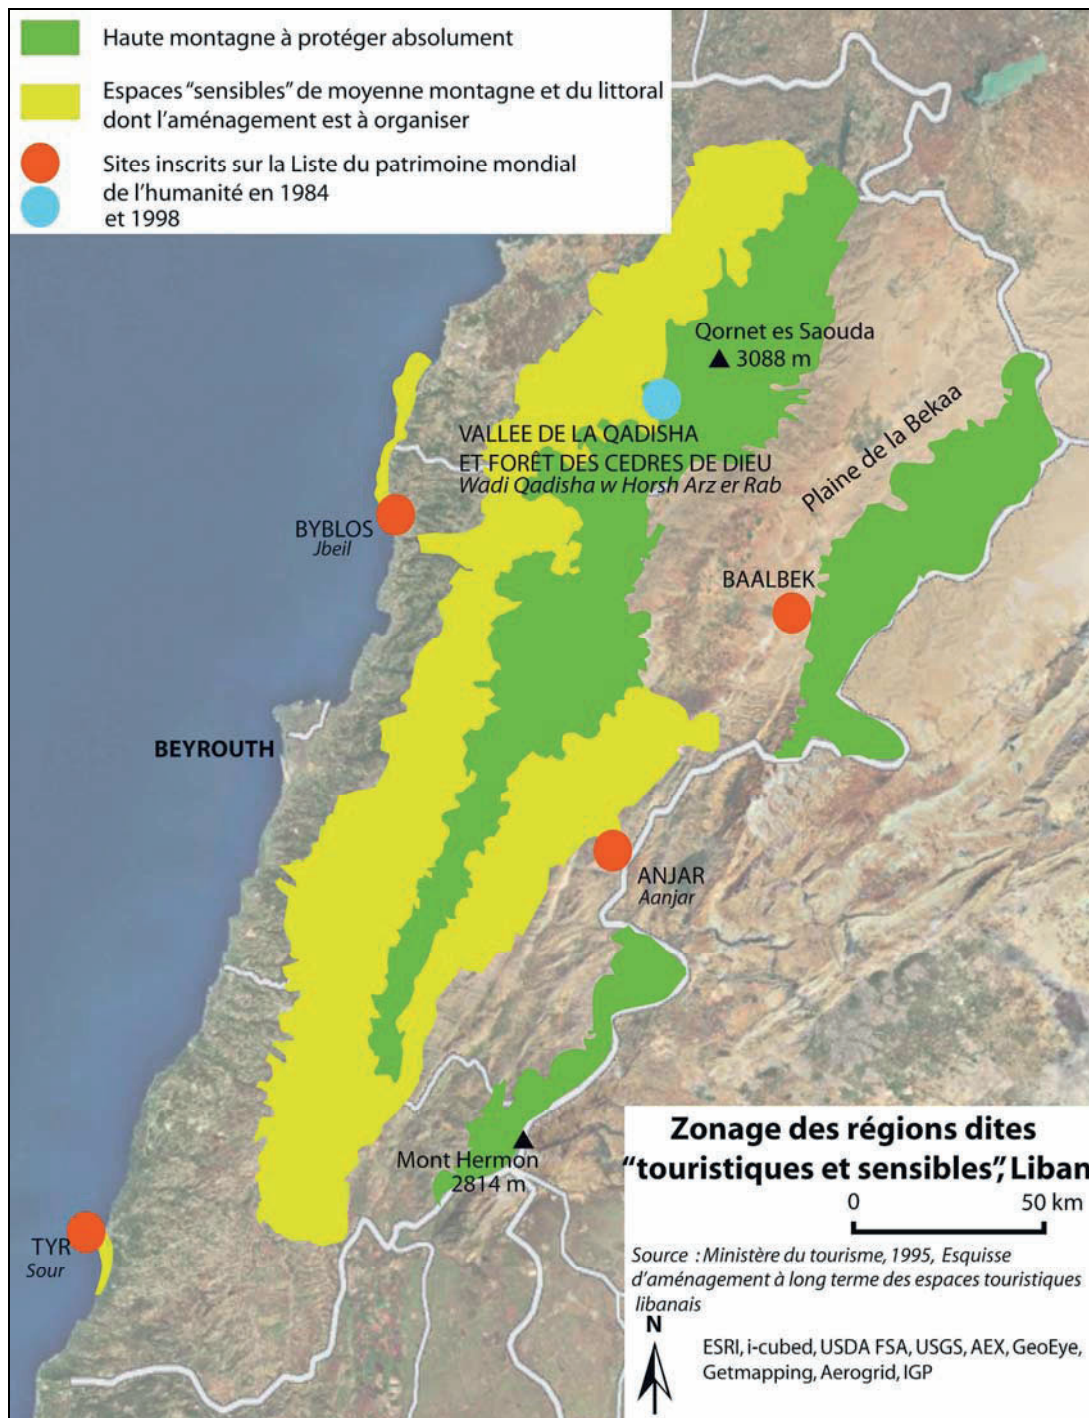 Haute montagne à protéger absolument
Espaces “sensibles” de moyenne montagne et du littoral
dont l’aménagement est à organiser
Sites inscrits sur la Liste du patrimoine mondial
de l’humanité en 1984
et 1998
Qornet es Saouda
▲ 3088 m
VALLEE DE LA QADISHA
ET FORÊT DES CEDRES DE DIEU
Wadi Qadisha w Horsh Arz er Rab
Plaine de la Bekaa
BYBLOS
Jbeil
BAALBEK
BEYROUTH
ANJAR
Aanjar
Mont Hermon
2814 m
TYR
Sour
Zonage des régions dites
“touristiques et sensibles”, Liban
0 50 km
Source : Ministère du tourisme, 1995, Esquisse
d’aménagement à long terme des espaces touristiques
libanais
N
ESRI, i-cubed, USDA FSA, USGS, AEX, GeoEye,
Getmapping, Aerogrid, IGP